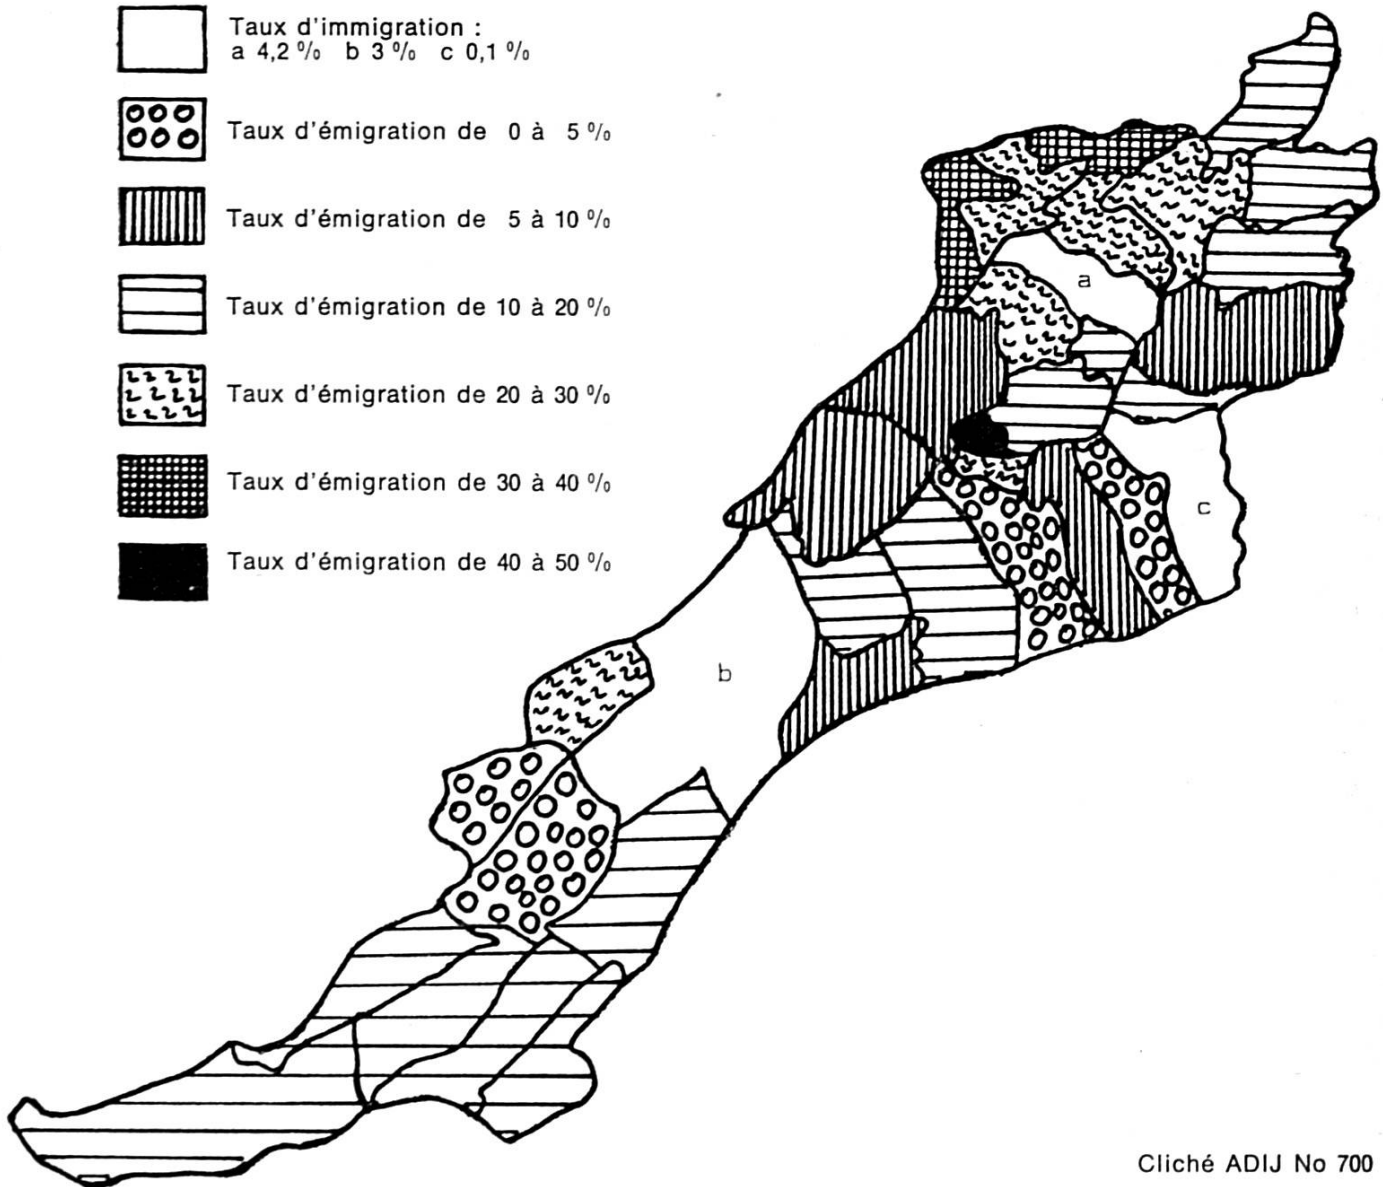 Taux d'immigration :
a 4,2 % b 3 % c 0,1 %
Taux d'émigration de 0 à 5 %
Taux d'émigration de 5 à 10 %
Taux d'émigration de 10 à 20 %
Taux d'émigration de 20 à 30 %
Taux d'émigration de 30 à 40 %
Taux d'émigration de 40 à 50 %
a
c
b
Cliché ADIJ No 700